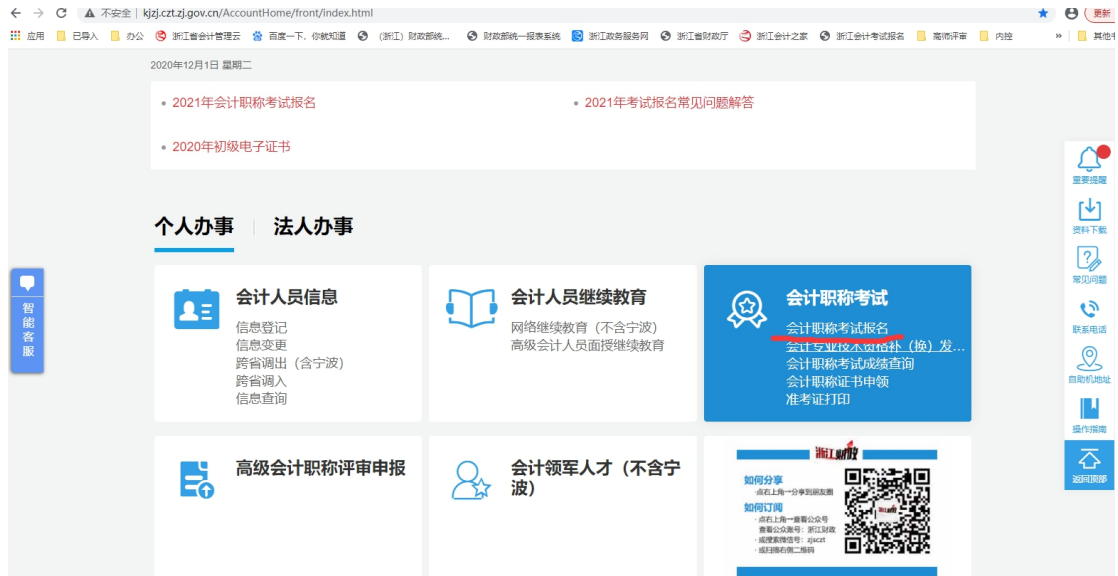 不安全 | kjzj.czt.zj.gov.cn/AccountHome/front/index.html
更新
应用 已导入 办公 浙江省会计管理云 百度一下,你就知道 (浙江) 财政部统... 财政部统一报表系统 浙江政务服务网 浙江省财政厅 浙江会计之家 浙江会计考试报名 高师评审 内控 » 其他书
2020年12月1日 星期二
2021年会计职称考试报名
2021年考试报名常见问题解答
2020年初级电子证书
个人办事
法人办事
会计人员信息
信息登记
信息变更
跨省调出(含宁波)
跨省调入
信息查询
会计人员继续教育
网络继续教育(不含宁波)
高级会计人员面授继续教育
会计职称考试
会计职称考试报名
会计专业技术资格补(换)发...
会计职称考试成绩查询
会计职称证书申领
准考证打印
高级会计职称评审申报
会计领军人才(不含宁
波)
浙江财政
如何分享
·点右上角一分享到朋友圈
如何订阅
·点右上角一查看公众号
查看公众账号:浙江财政
·或搜索微信号:zjsczt
·或扫描右侧二维码
智能客服
重要提醒
资料下载
常见问题
联系电话
自助机地址
操作指南
返回顶部